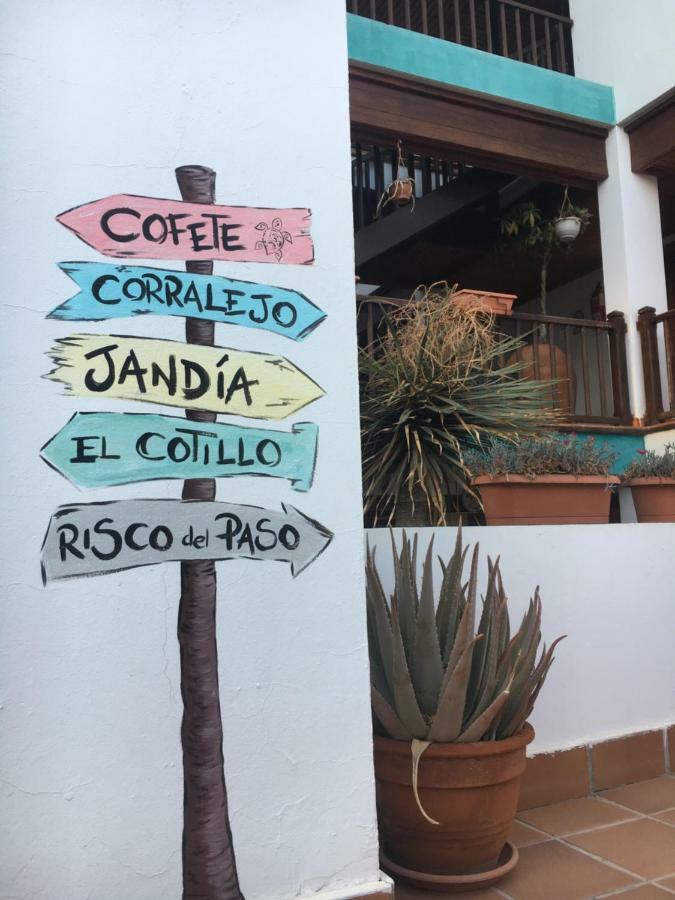 COFETE
CORRALEJO
JANDÍA
EL COTILLO
RISCO del PASO